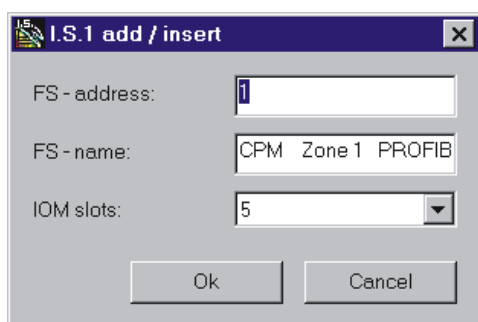 I.S.
I.S.1 add / insert
FS - address: 1
FS - name: CPM Zone 1 PROFIB
IOM slots: 5
Ok Cancel